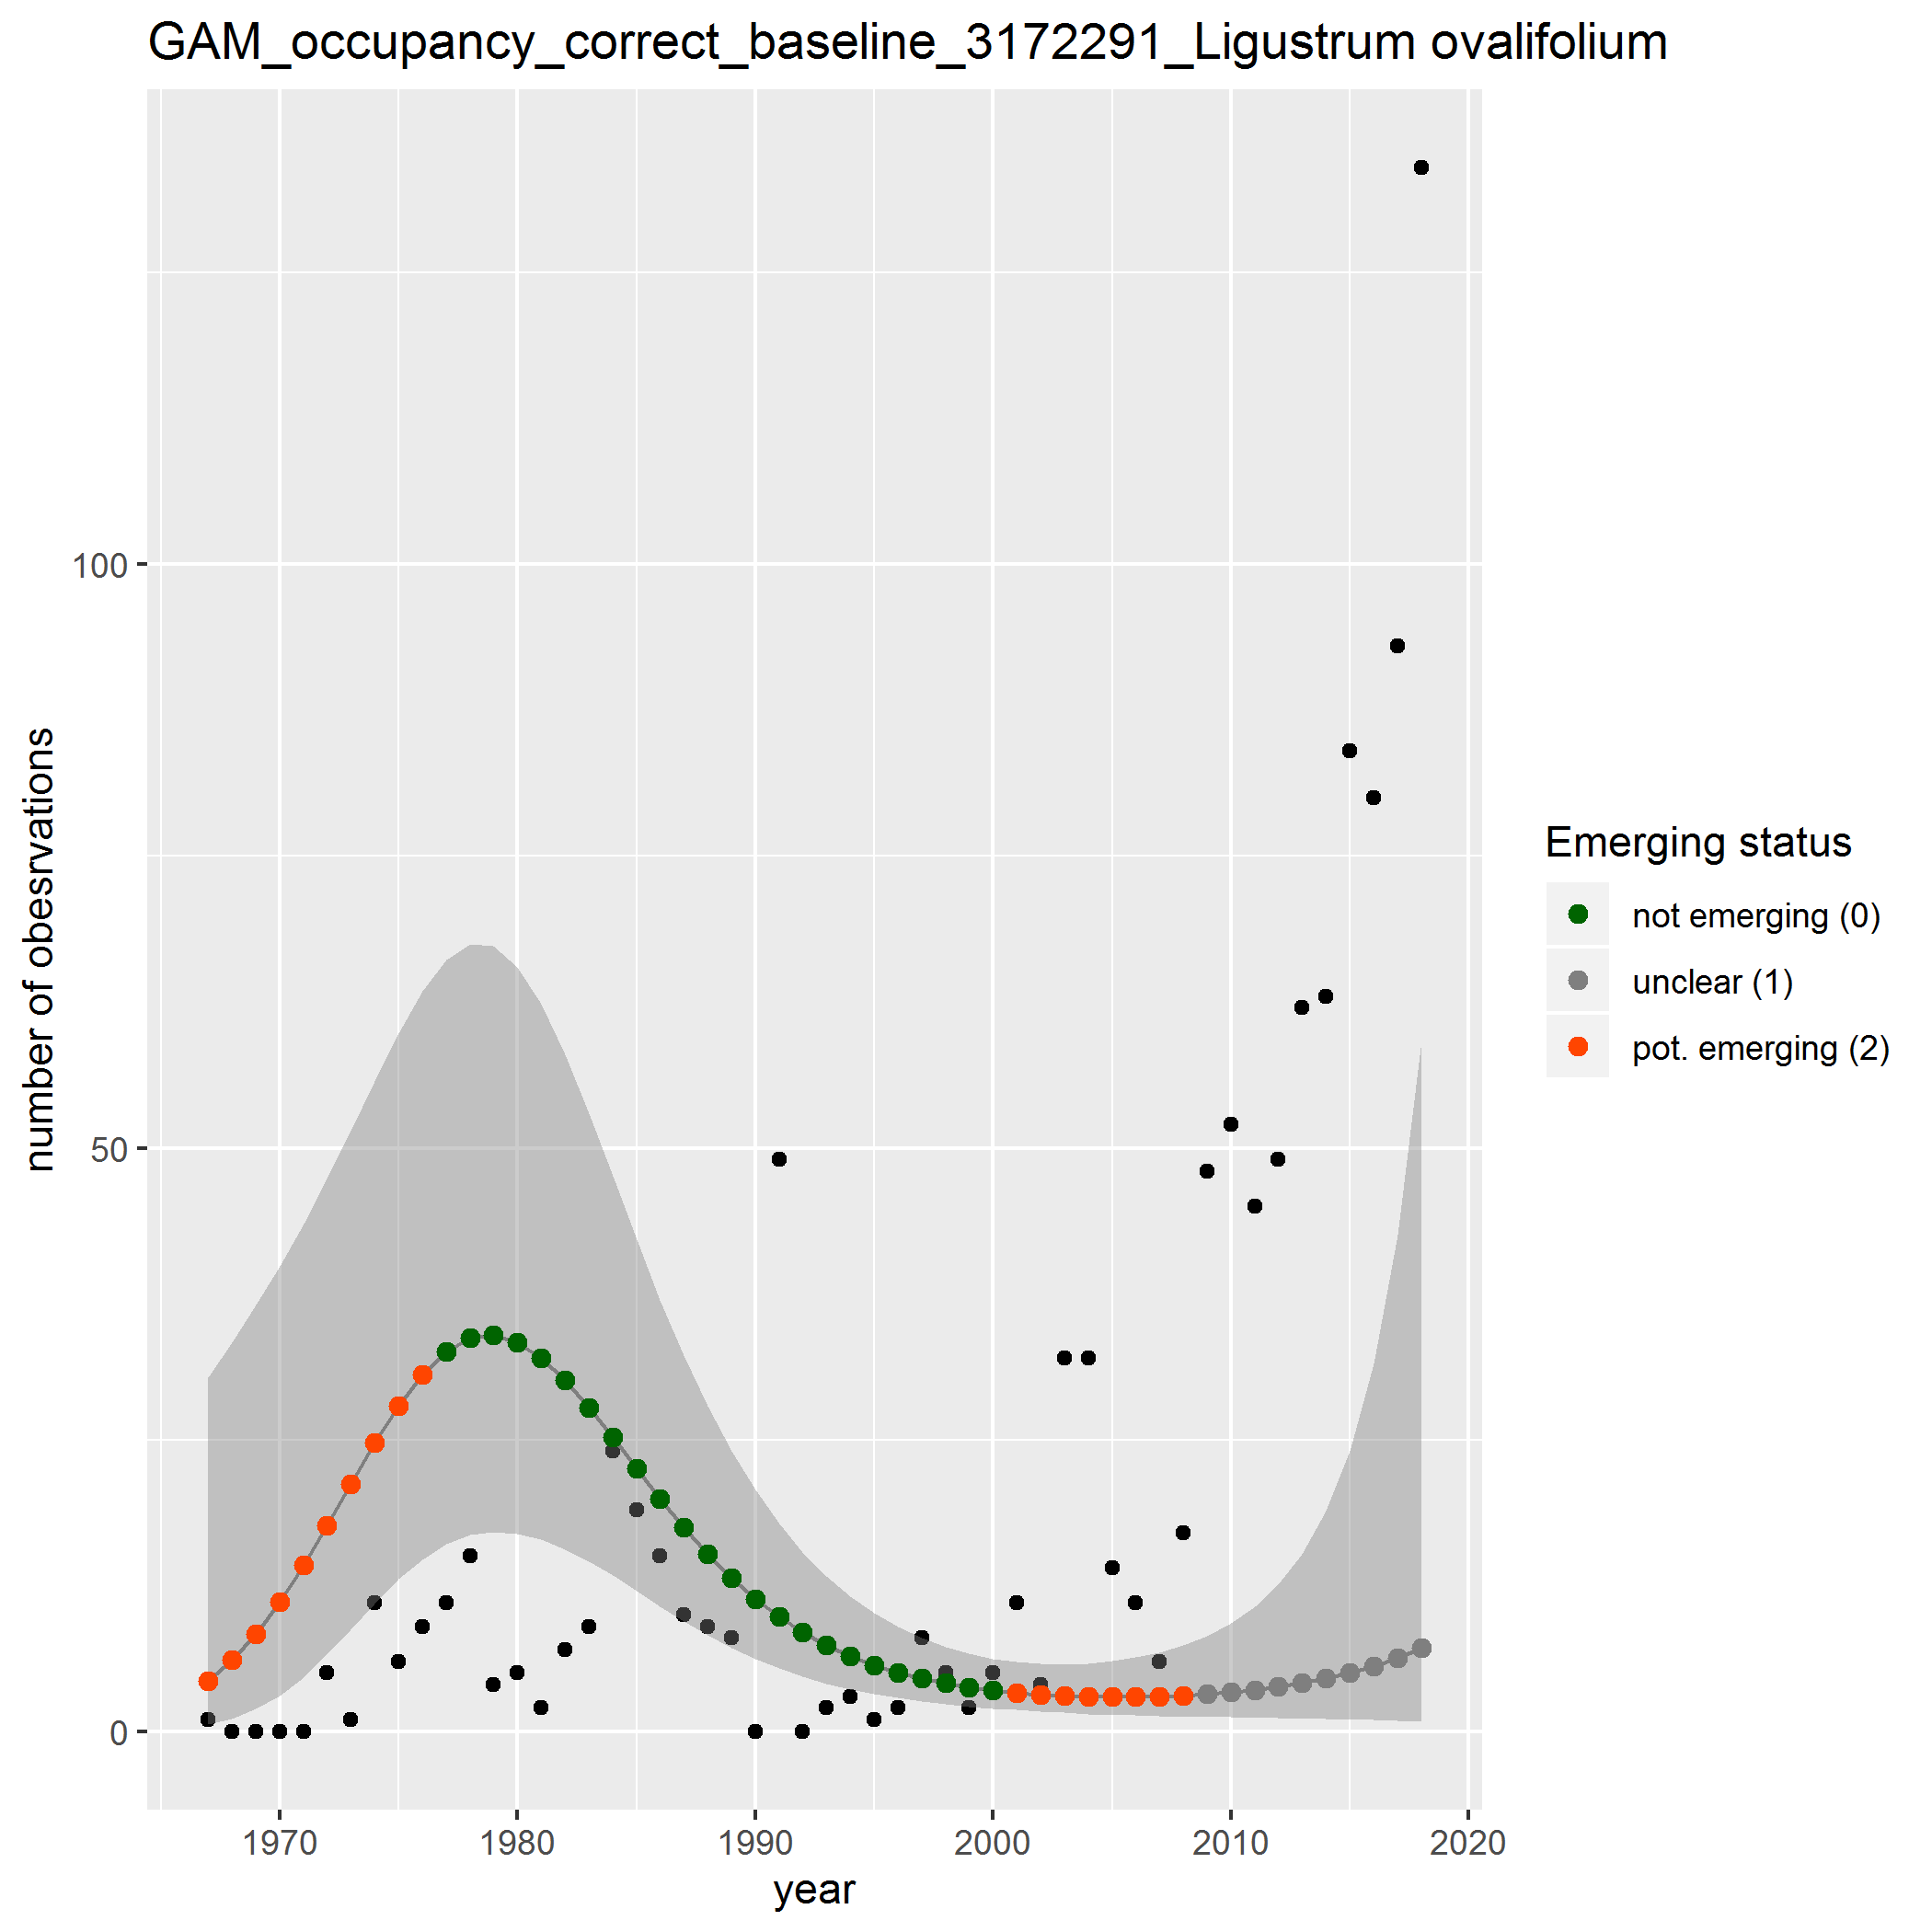 GAM_occupancy_correct_baseline_3172291_Ligustrum ovalifolium
100
50
0
number of obesrvations
1970 1980 1990 2000 2010 2020
year
Emerging status
not emerging (0)
unclear (1)
pot. emerging (2)